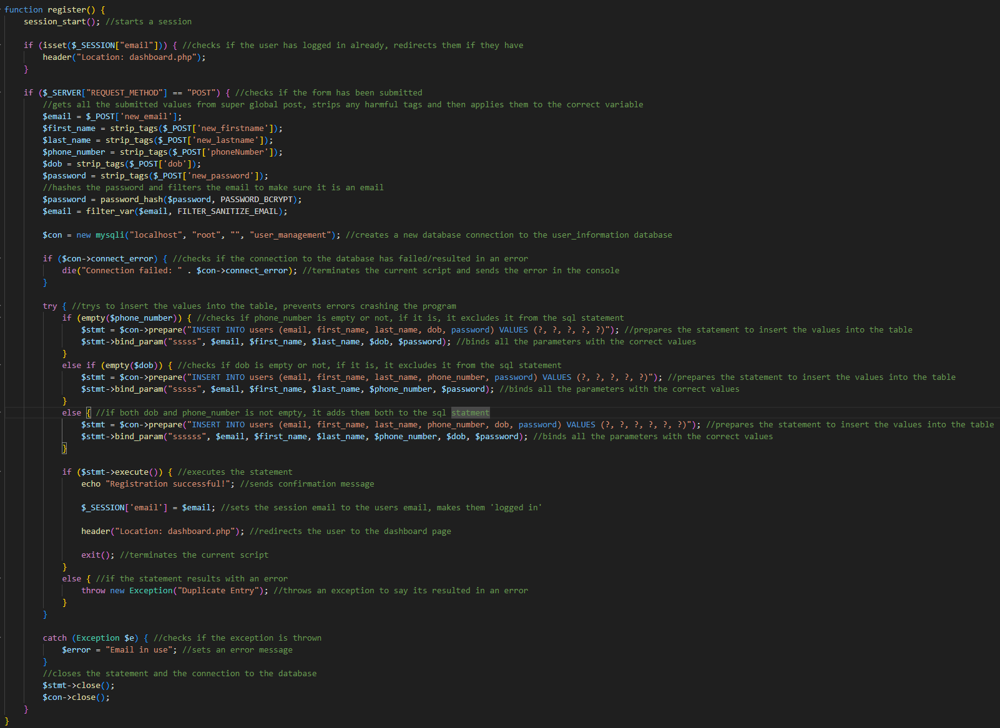 function register() {
    session_start(); //starts a session

    if (isset($_SESSION["email"])) { //checks if the user has logged in already, redirects them if they have
        header("Location: dashboard.php");
    }

    if ($_SERVER["REQUEST_METHOD"] == "POST") { //checks if the form has been submitted
        //gets all the submitted values from super global post, strips any harmful tags and then applies them to the correct variable
        $email = $_POST['new_email'];
        $first_name = strip_tags($_POST['new_firstname']);
        $last_name = strip_tags($_POST['new_lastname']);
        $phone_number = strip_tags($_POST['phoneNumber']);
        $dob = strip_tags($_POST['dob']);
        $password = strip_tags($_POST['new_password']);
        //hashes the password and filters the email to make sure it is an email
        $password = password_hash($password, PASSWORD_BCRYPT);
        $email = filter_var($email, FILTER_SANITIZE_EMAIL);

        $con = new mysqli("localhost", "root", "", "user_management"); //creates a new database connection to the user_information database

        if ($con->connect_error) { //checks if the connection to the database has failed/resulted in an error
            die("Connection failed: " . $con->connect_error); //terminates the current script and sends the error in the console
        }

        try { //trys to insert the values into the table, prevents errors crashing the program
            if (empty($phone_number)) { //checks if phone_number is empty or not, if it is, it excludes it from the sql statement
                $stmt = $con->prepare("INSERT INTO users (email, first_name, last_name, dob, password) VALUES (?, ?, ?, ?, ?)"); //prepares the statement to insert the values into the table
                $stmt->bind_param("sssss", $email, $first_name, $last_name, $dob, $password); //binds all the parameters with the correct values
            }
            else if (empty($dob)) { //checks if dob is empty or not, if it is, it excludes it from the sql statement
                $stmt = $con->prepare("INSERT INTO users (email, first_name, last_name, phone_number, password) VALUES (?, ?, ?, ?, ?)"); //prepares the statement to insert the values into the table
                $stmt->bind_param("sssss", $email, $first_name, $last_name, $phone_number, $password); //binds all the parameters with the correct values
            }
            else { //if both dob and phone_number is not empty, it adds them both to the sql statment
                $stmt = $con->prepare("INSERT INTO users (email, first_name, last_name, phone_number, dob, password) VALUES (?, ?, ?, ?, ?, ?)"); //prepares the statement to insert the values into the table
                $stmt->bind_param("ssssss", $email, $first_name, $last_name, $phone_number, $dob, $password); //binds all the parameters with the correct values
            }

            if ($stmt->execute()) { //executes the statement
                echo "Registration successful!"; //sends confirmation message

                $_SESSION['email'] = $email; //sets the session email to the users email, makes them 'logged in'

                header("Location: dashboard.php"); //redirects the user to the dashboard page

                exit(); //terminates the current script
            }
            else { //if the statement results with an error
                throw new Exception("Duplicate Entry"); //throws an exception to say its resulted in an error
            }
        }

        catch (Exception $e) { //checks if the exception is thrown
            $error = "Email in use"; //sets an error message
        }
        //closes the statement and the connection to the database
        $stmt->close();
        $con->close();
    }
}